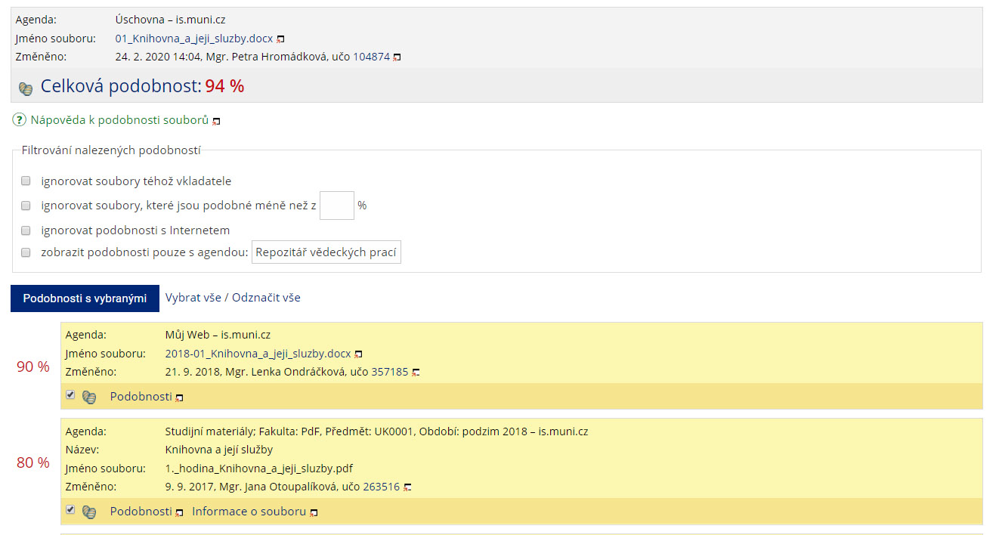 Agenda: Úschovna – is.muni.cz
Jméno souboru: 01_Knihovna_a_jeji_sluzby.docx
Změněno: 24. 2. 2020 14:04, Mgr. Petra Hromádková, učo 104874
Celková podobnost: 94 %
? Nápověda k podobnosti souborů
Filtrování nalezených podobností
ignorovat soubory téhož vkladatele
ignorovat soubory, které jsou podobné méně než z %
ignorovat podobnosti s Internetem
zobrazit podobnosti pouze s agendou: Repozitář vědeckých prací
Podobnosti s vybranými Vybrat vše / Odznačit vše
90 %
Agenda: Můj Web – is.muni.cz
Jméno souboru: 2018-01_Knihovna_a_jeji_sluzby.docx
Změněno: 21. 9. 2018, Mgr. Lenka Ondráčková, učo 357185
Podobnosti
80 %
Agenda: Studijní materiály; Fakulta: PdF, Předmět: UK0001, Období: podzim 2018 – is.muni.cz
Název: Knihovna a její služby
Jméno souboru: 1._hodina_Knihovna_a_jeji_sluzby.pdf
Změněno: 9. 9. 2017, Mgr. Jana Otoupalíková, učo 263516
Podobnosti Informace o souboru